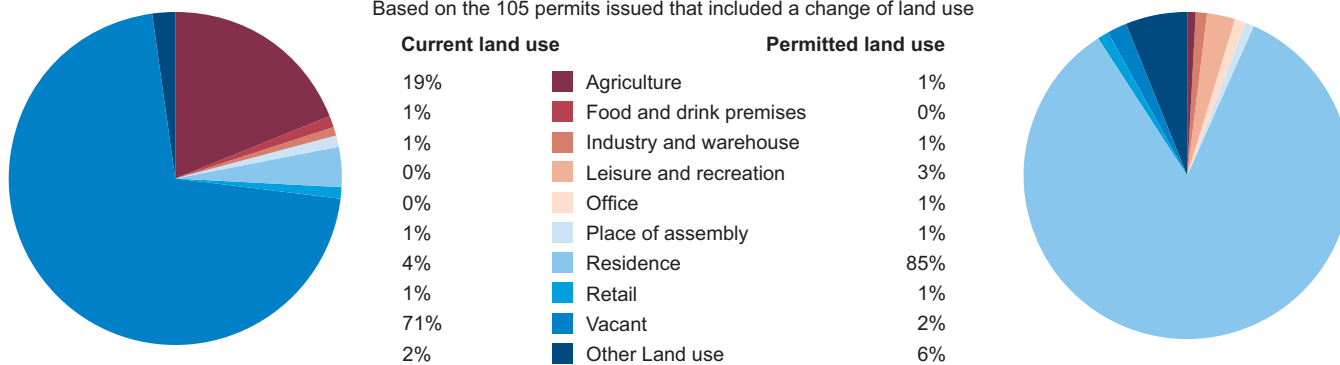 Based on the 105 permits issued that included a change of land use
Current land use Permitted land use
19% Agriculture 1%
1% Food and drink premises 0%
1% Industry and warehouse 1%
0% Leisure and recreation 3%
0% Office 1%
1% Place of assembly 1%
4% Residence 85%
1% Retail 1%
71% Vacant 2%
2% Other Land use 6%